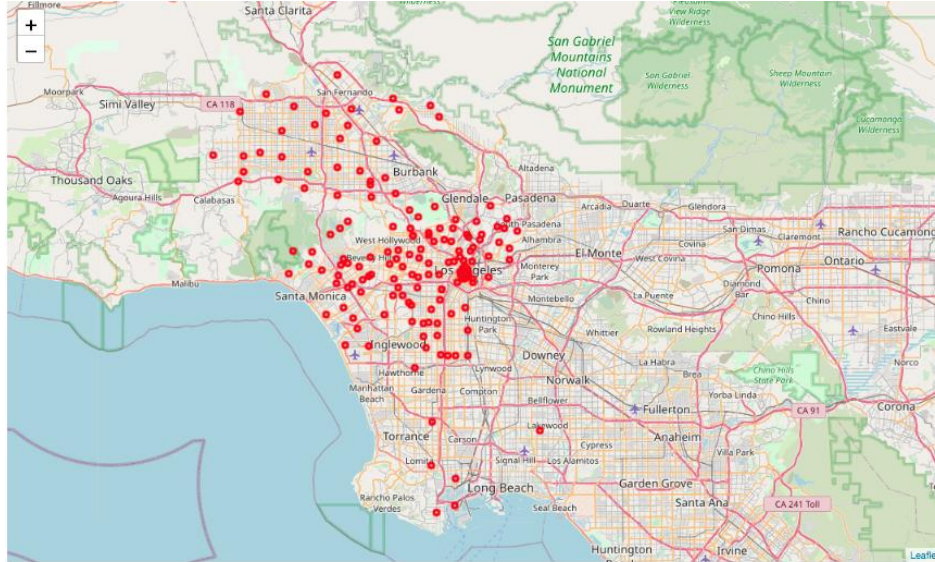 Fillmore
Santa Clarita
+
−
Pleasant
View Ridge
Wilderness
San Gabriel
Mountains
National
Monument
San Gabriel
Wilderness
Sheep Mountain
Wilderness
Cucamonga
Wilderness
Moorpark
Simi Valley
CA 118
San Fernando
Burbank
Altadena
Thousand Oaks
Agoura Hills
Calabasas
Glendale
Pasadena
Arcadia
Duarte
Glendora
South Pasadena
San Dimas
Claremont
Rancho Cucamonga
West Hollywood
Alhambra
El Monte
Covina
West Covina
Ontario
Beverly Hills
Los Angeles
Monterey
Park
Pomona
Malibu
Santa Monica
Montebello
La Puente
Diamond
Bar
Chino
Chino Hills
Huntington
Park
Whittier
Rowland Heights
Eastvale
Inglewood
Downey
La Habra
Chino Hills
State Park
Norco
Hawthorne
Lynwood
Norwalk
Brea
Manhattan
Beach
Gardena
Compton
Bellflower
Yorba Linda
Fullerton
CA 91
Corona
Torrance
Carson
Lakewood
Cypress
Anaheim
Villa Park
Lomita
Signal Hill
Los Alamitos
Rancho Palos
Verdes
Long Beach
Garden Grove
Seal Beach
Santa Ana
CA 241 Toll
Huntington
Irvine
Leafle